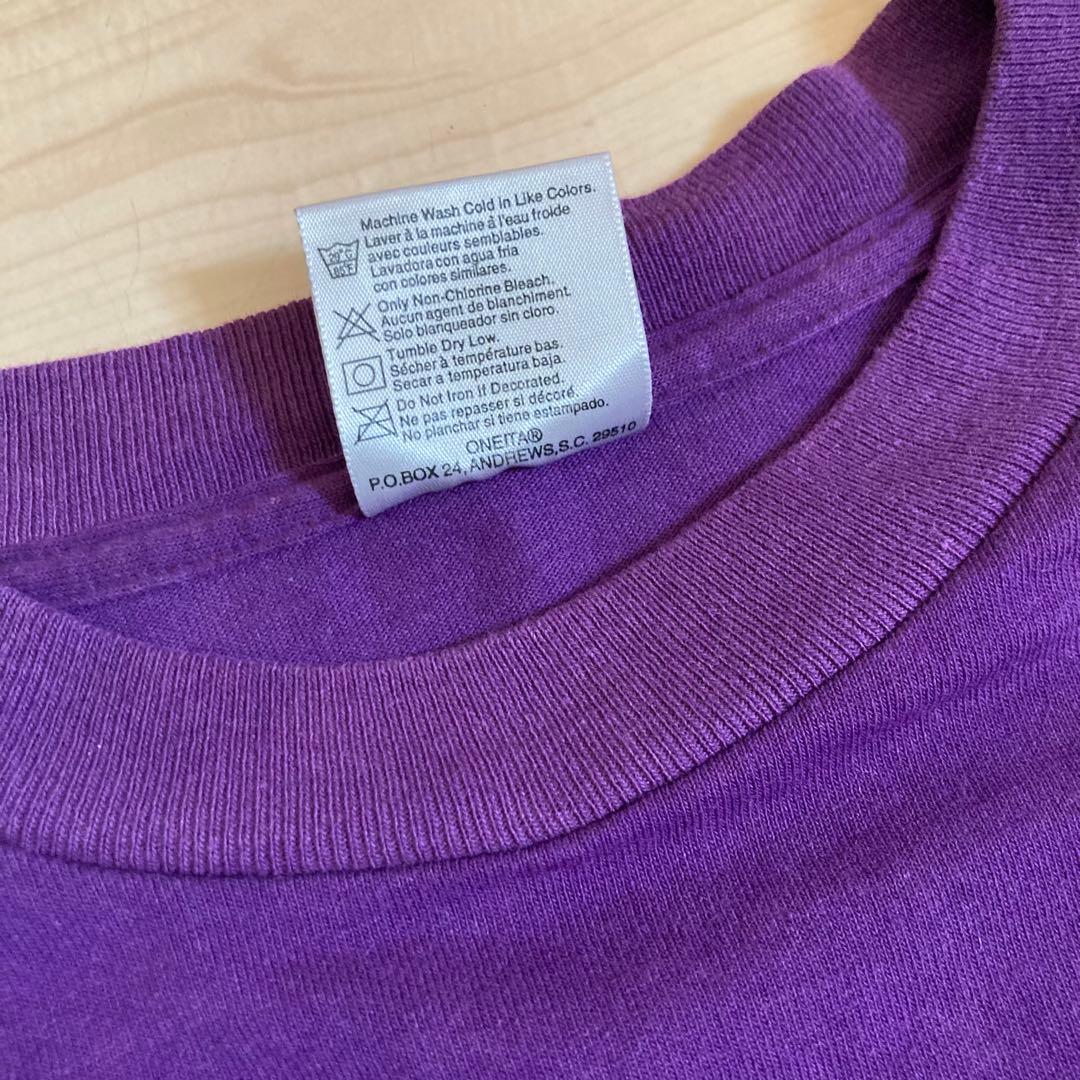 Machine Wash Cold in Like Colors.
Laver à la machine à l'eau froide
avec couleurs semblables.
Lavadora con agua fria
con colores similares.
Only Non-Chlorine Bleach.
Aucun agent de blanchiment
Solo blanqueador sin cloro.
Tumble Dry Low.
Sécher à température bas.
Secar a temperatura baja.
Do Not Iron If Decorated.
Ne pas repasser si décoré.
No planchar si tiene estampado.
ONEITA®
P.O.BOX 24, ANDREWS,S.C. 29510